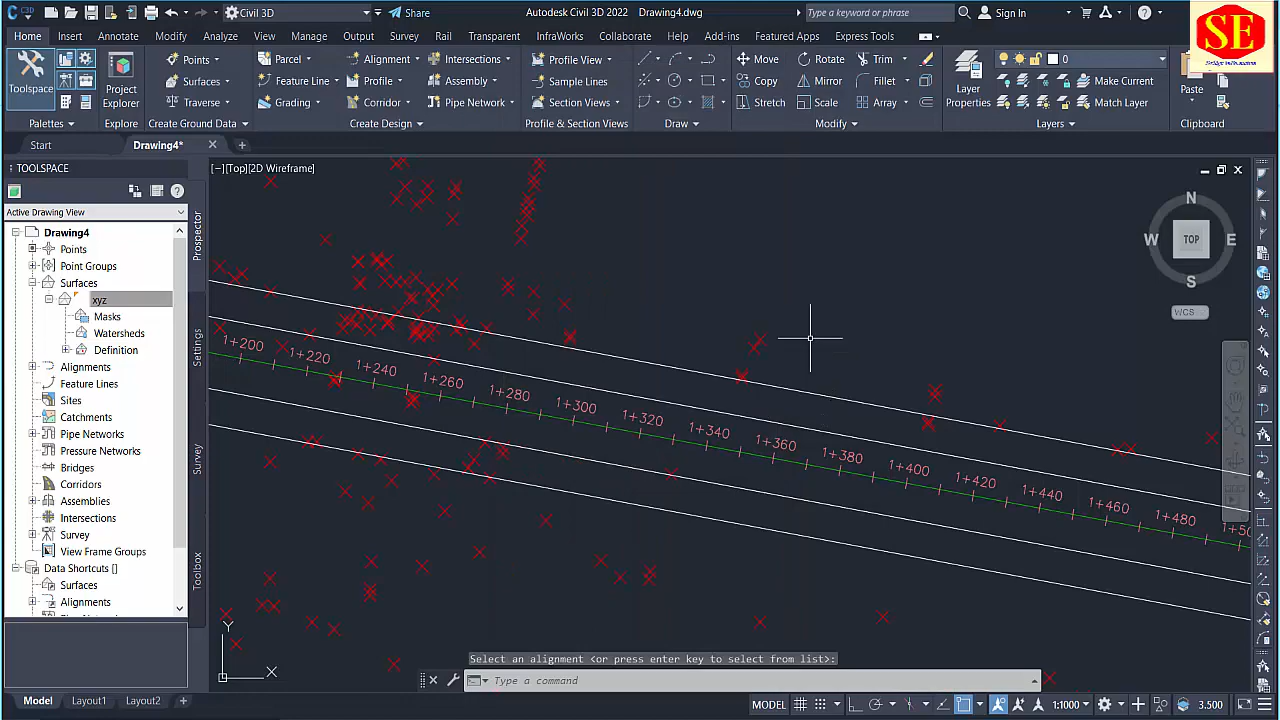 C3D
Civil 3D
Share
Autodesk Civil 3D 2022 Drawing4.dwg
Type a keyword or phrase
Sign In
SE
Home Insert Annotate Modify Analyze View Manage Output Survey Rail Transparent InfraWorks Collaborate Help Add-ins Featured Apps Express Tools
Toolspace
Project
Explorer
Points
Surfaces
Traverse
Parcel
Feature Line
Grading
Alignment
Profile
Corridor
Intersections
Assembly
Pipe Network
Profile View
Sample Lines
Section Views
Move
Copy
Stretch
Rotate
Mirror
Scale
Trim
Fillet
Array
Layer
Properties
0
Make Current
Match Layer
Paste
Palettes Explore Create Ground Data Create Design Profile & Section Views Draw Modify Layers Clipboard
Start Drawing4*
TOOLSPACE
Active Drawing View
Drawing4
Points
Point Groups
Surfaces
xyz
Masks
Watersheds
Definition
Alignments
Feature Lines
Sites
Catchments
Pipe Networks
Pressure Networks
Bridges
Corridors
Assemblies
Intersections
Survey
View Frame Groups
Data Shortcuts []
Surfaces
Alignments
Prospector
Settings
Survey
Toolbox
[−][Top][2D Wireframe]
N
W TOP E
S
WCS
1+200 1+220 1+240 1+260 1+280 1+300 1+320 1+340 1+360 1+380 1+400 1+420 1+440 1+460 1+480
Y
X
Select an alignment <or press enter key to select from list>:
Type a command
Model Layout1 Layout2
MODEL
1:1000
3.500